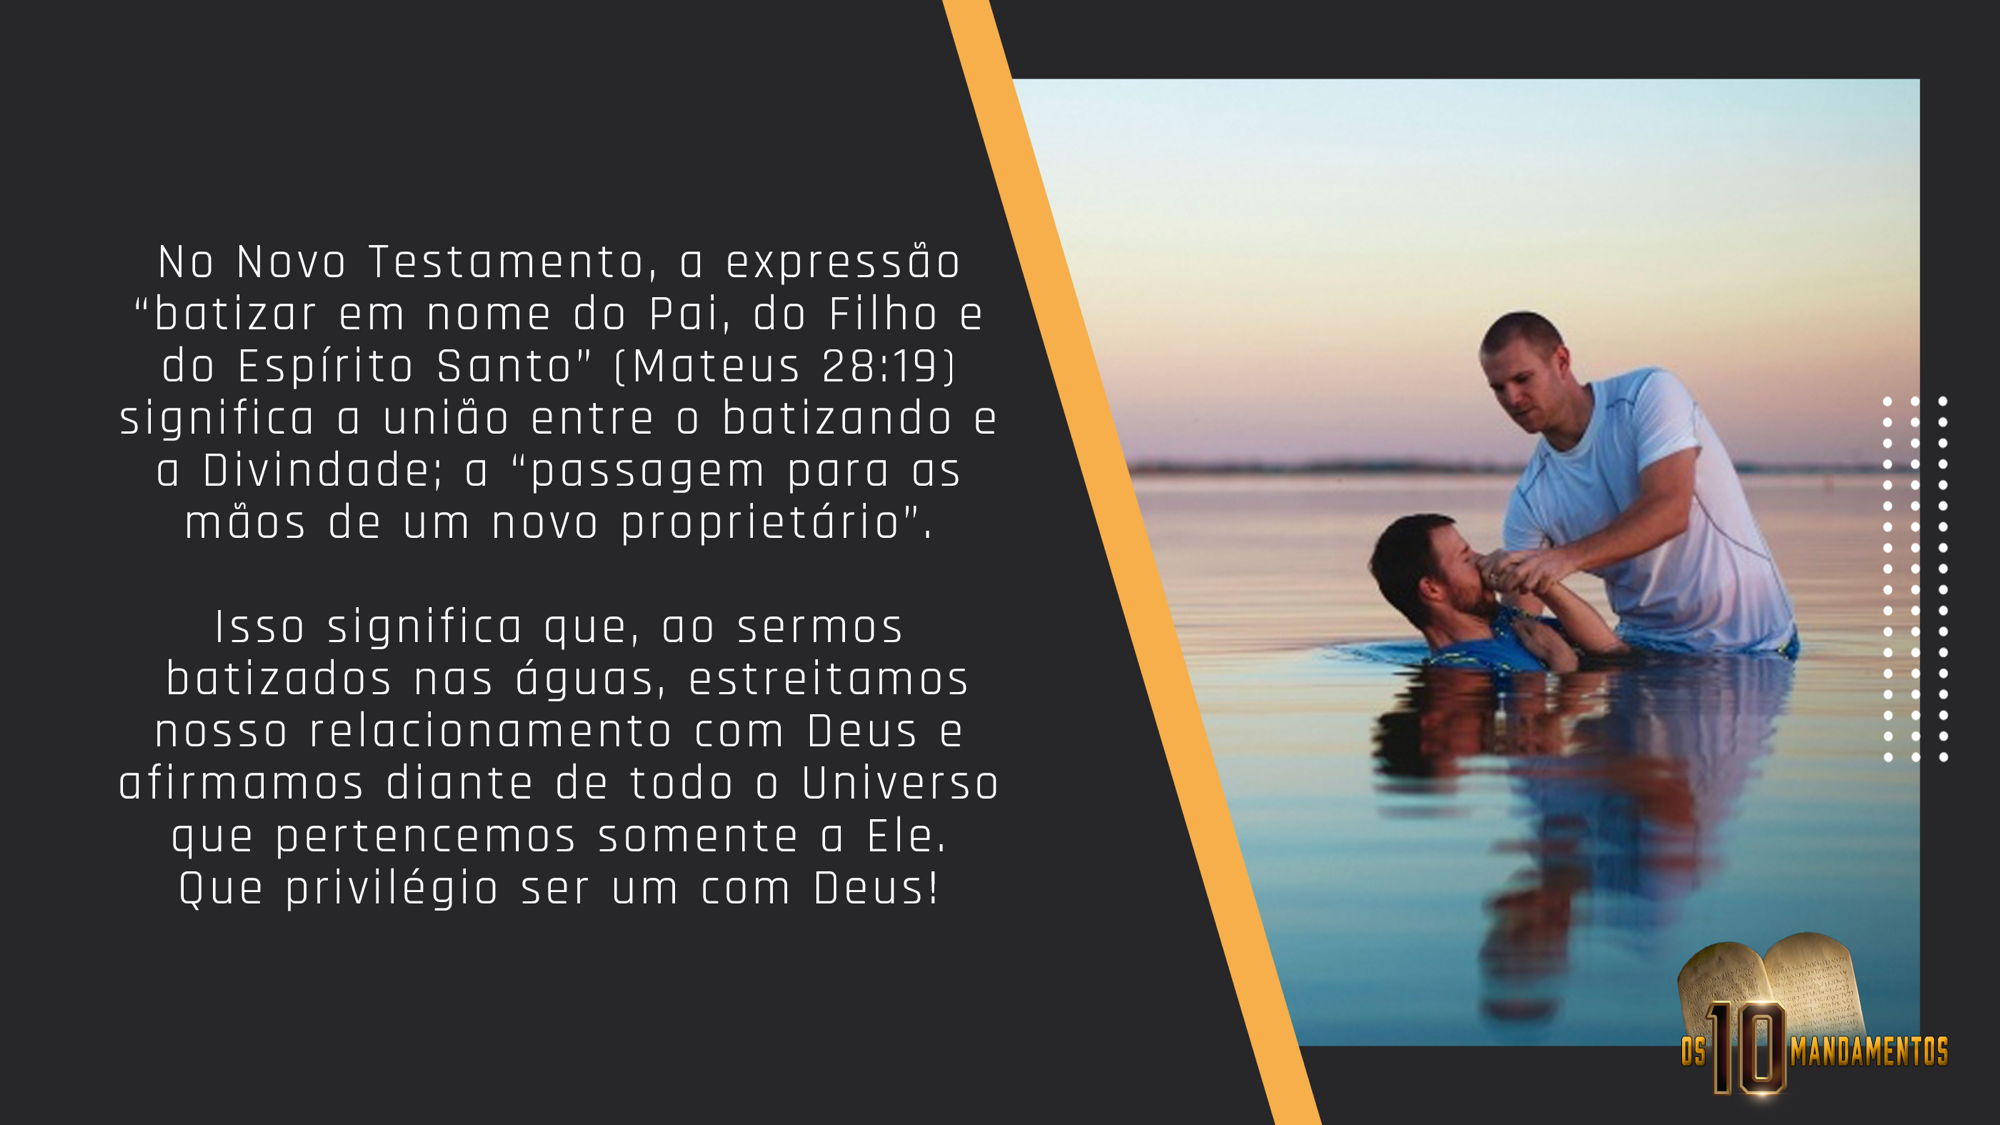 No Novo Testamento, a expressão
“batizar em nome do Pai, do Filho e
do Espírito Santo” (Mateus 28:19)
significa a união entre o batizando e
a Divindade; a “passagem para as
mãos de um novo proprietário”.
Isso significa que, ao sermos
batizados nas águas, estreitamos
nosso relacionamento com Deus e
afirmamos diante de todo o Universo
que pertencemos somente a Ele.
Que privilégio ser um com Deus!
OS 10 MANDAMENTOS